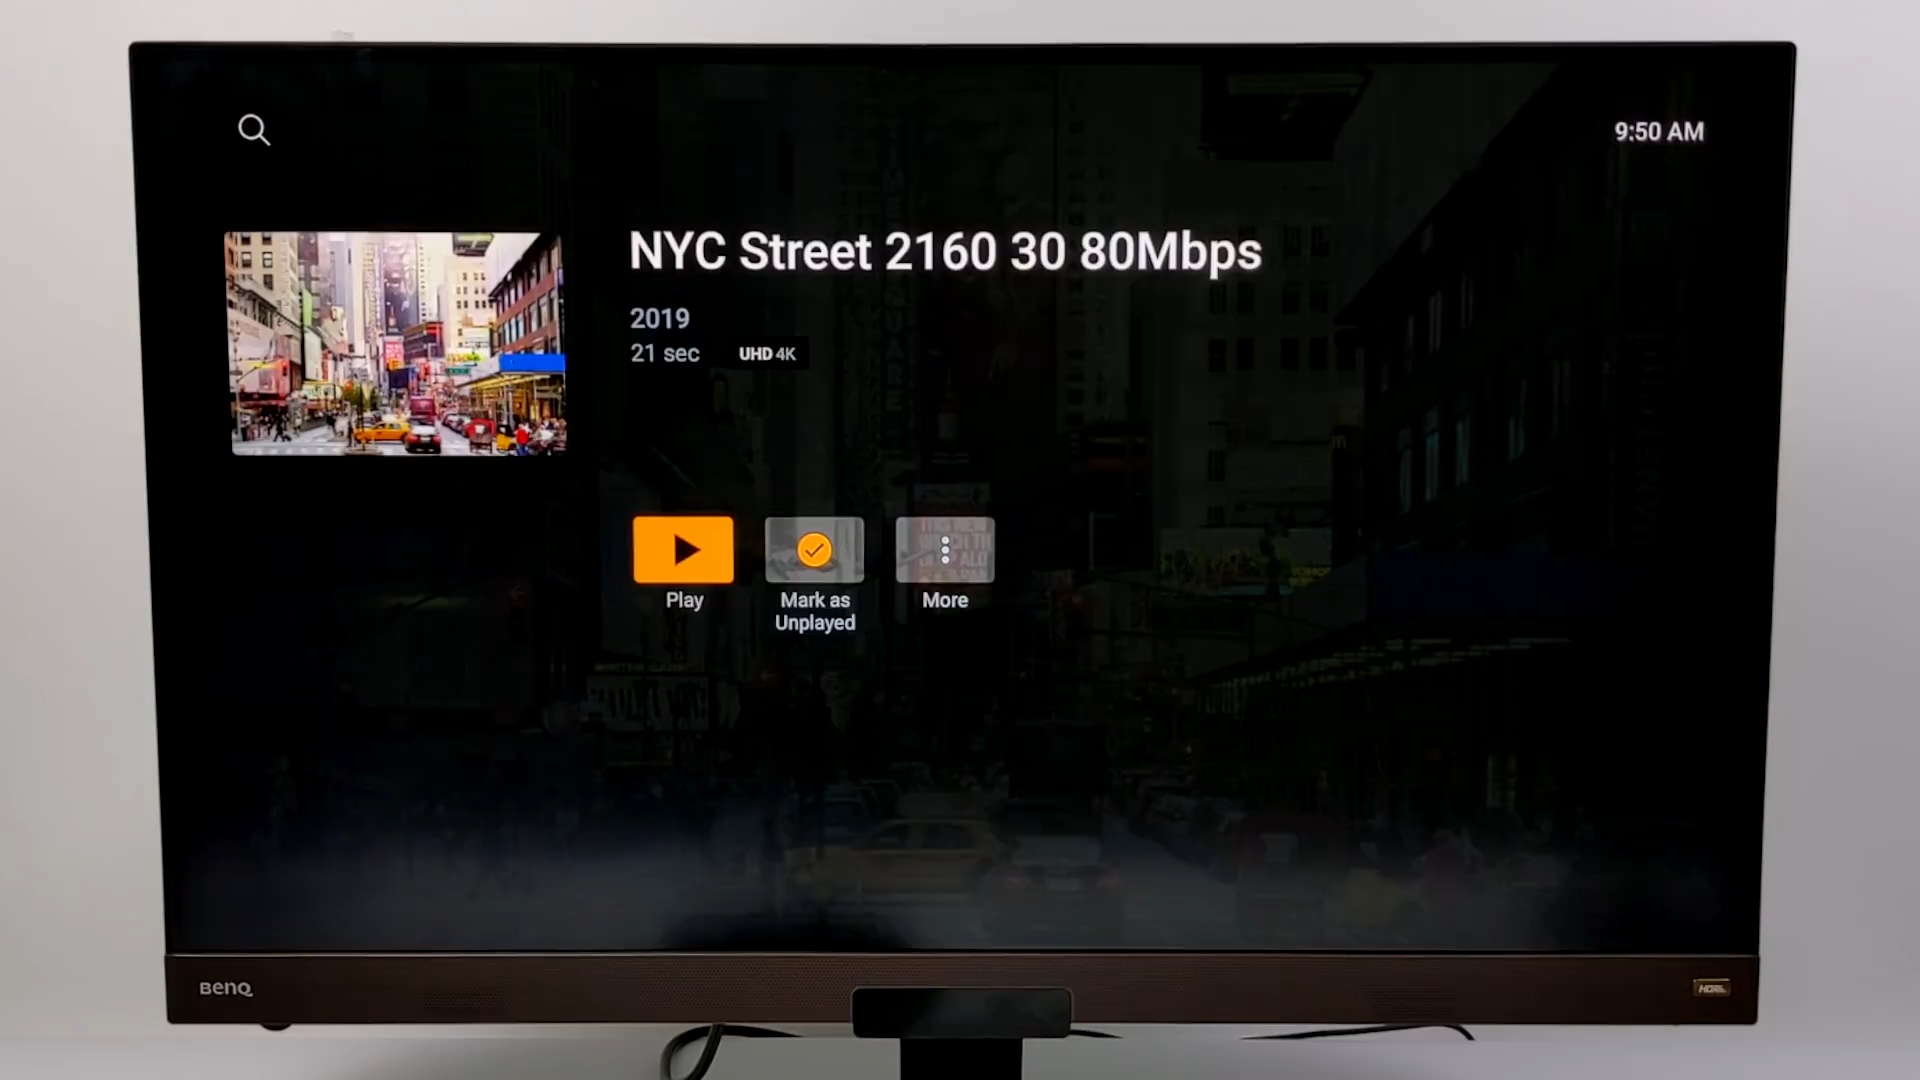 9:50 AM
NYC Street 2160 30 80Mbps
2019
21 sec UHD 4K
Play
Mark as
Unplayed
More
BenQ
HDRi